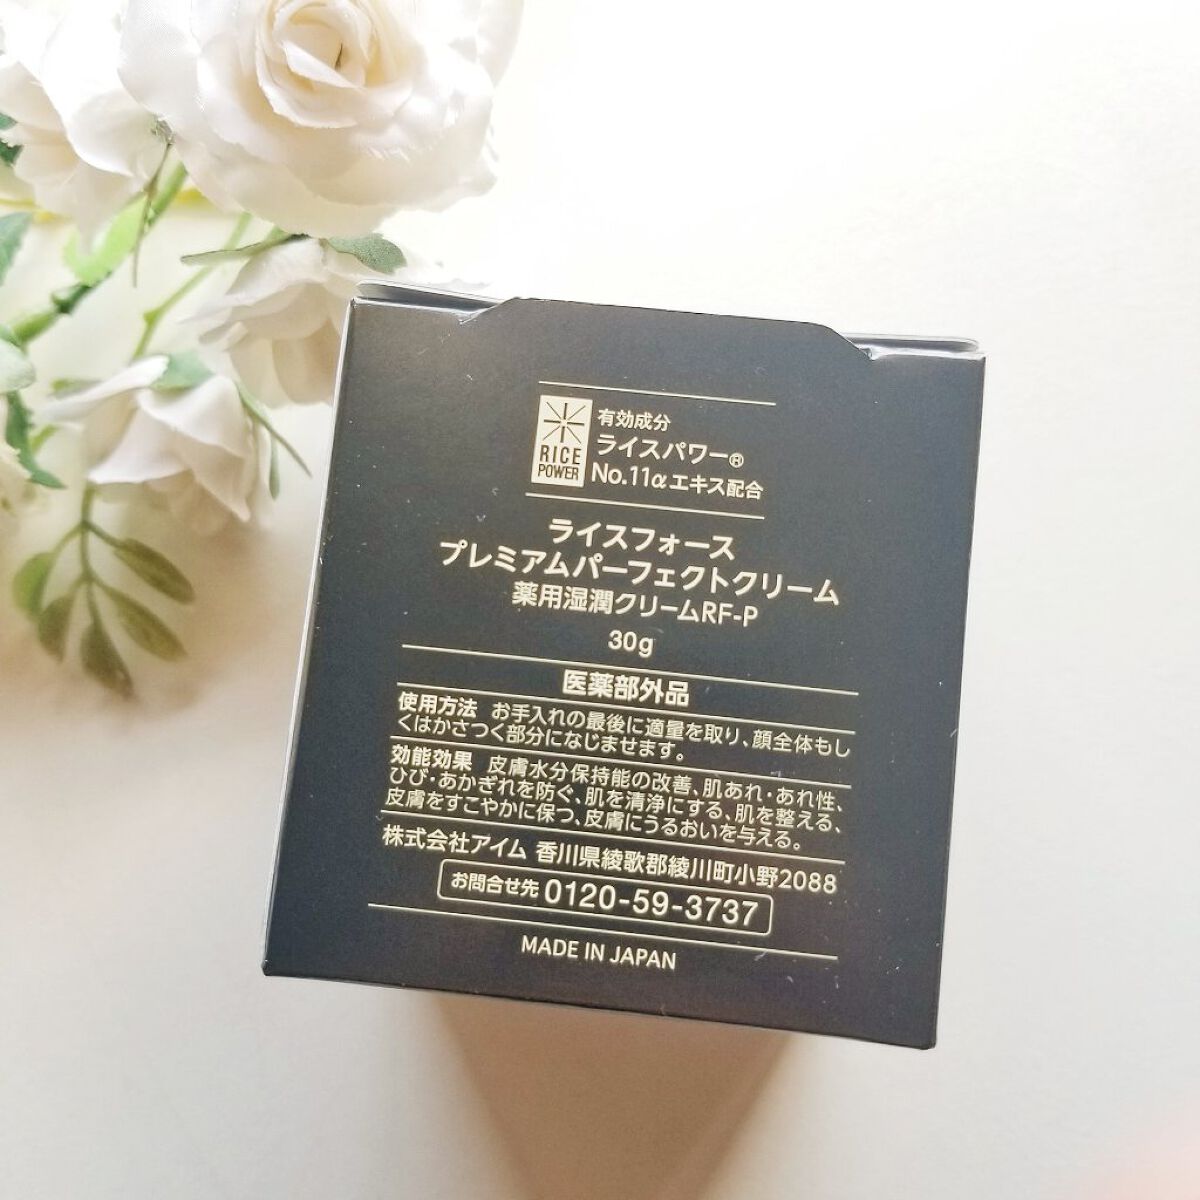 有効成分
RICE
POWER
ライスパワー®
No.11αエキス配合
ライスフォース
プレミアムパーフェクトクリーム
薬用湿潤クリームRF-P
30g
医薬部外品
使用方法 お手入れの最後に適量を取り、顔全体もし
くはかさつく部分になじませます。
効能効果 皮膚水分保持能の改善、肌あれ・あれ性、
ひび・あかぎれを防ぐ、肌を清浄にする、肌を整える、
皮膚をすこやかに保つ、皮膚にうるおいを与える。
株式会社アイム 香川県綾歌郡綾川町小野2088
お問合せ先 0120-59-3737
MADE IN JAPAN